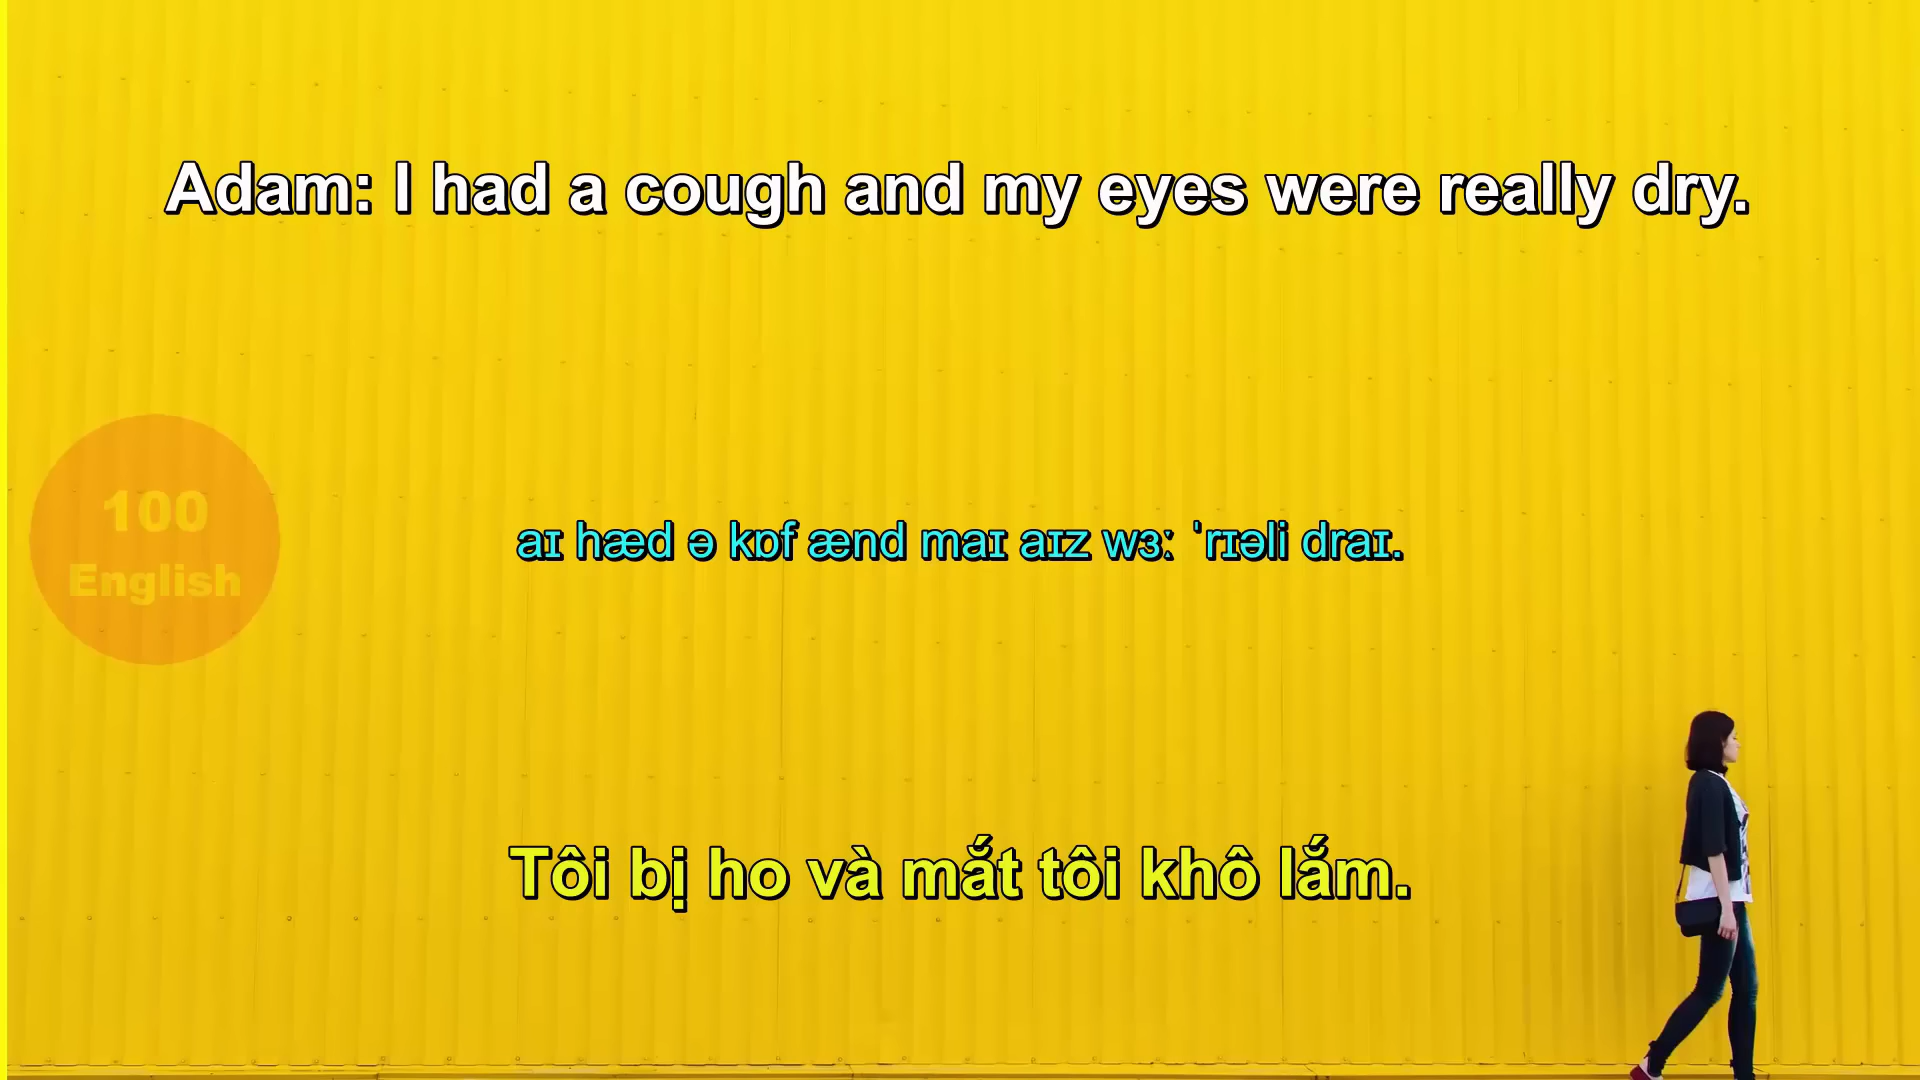 Adam: I had a cough and my eyes were really dry.
100
English
aɪ hæd ə kɒf ænd maɪ aɪz wɜː ˈrɪəli draɪ.
Tôi bị ho và mắt tôi khô lắm.